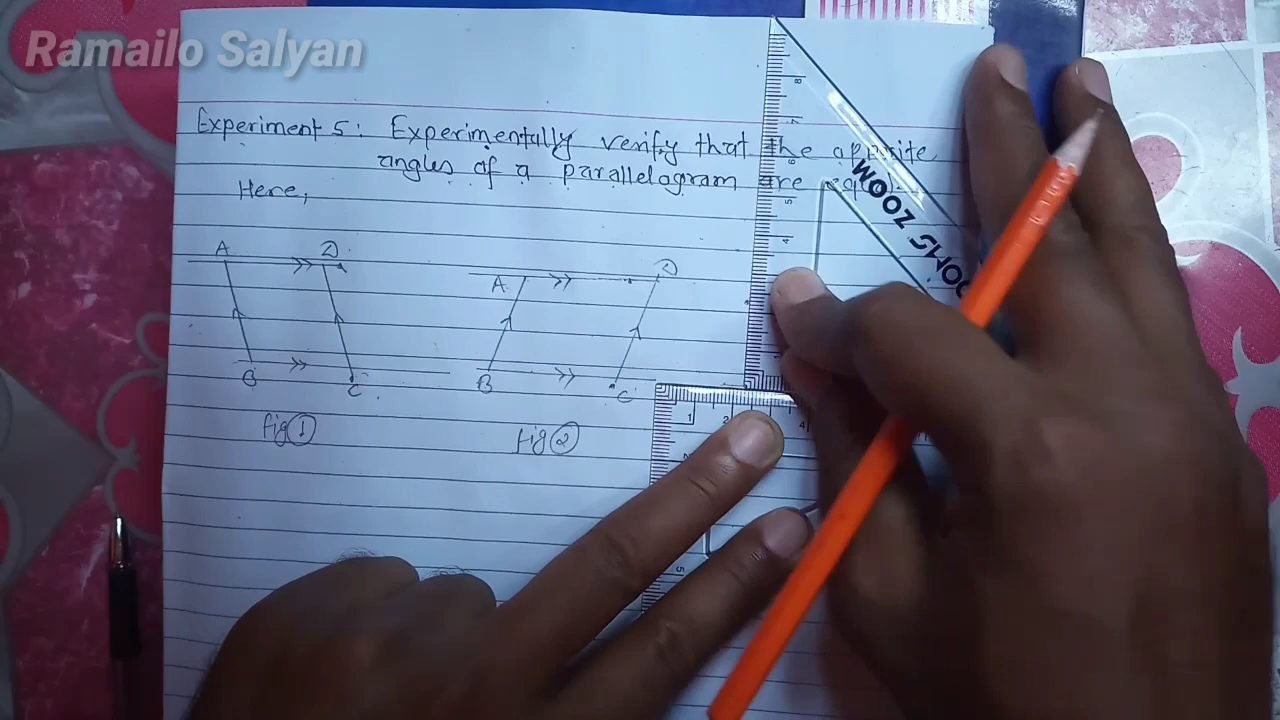 Ramailo Salyan
Experiment 5: Experimentally verify that the opposite
angles of a parallelogram are equal.
Here,
A D
A D
B C
B C
fig 1
fig 2
ZOOM